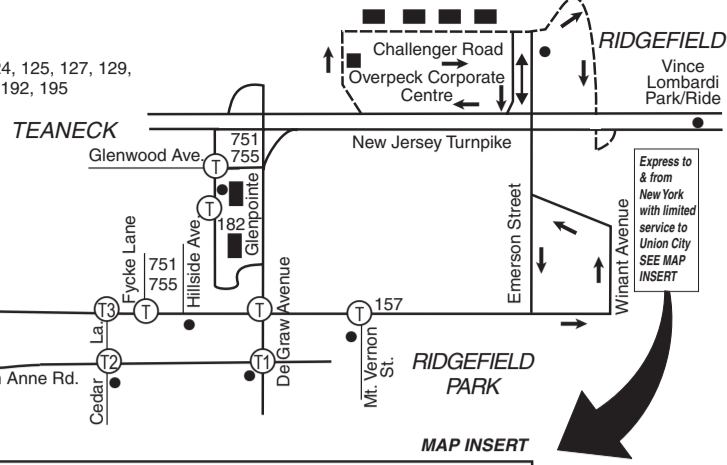 RIDGEFIELD
Challenger Road
Overpeck Corporate
Centre
Vince
Lombardi
Park/Ride
24, 125, 127, 129,
192, 195
TEANECK
New Jersey Turnpike
751
755
Glenwood Ave.
T
T
182
Glenpointe
Express to
& from
New York
with limited
service to
Union City
SEE MAP
INSERT
Emerson Street
Winant Avenue
Fycke Lane
751
755
Hillside Ave.
De Graw Avenue
T3
T
T
T
157
Cedar La.
T2
T1
Anne Rd.
Mt. Vernon
St.
RIDGEFIELD
PARK
MAP INSERT